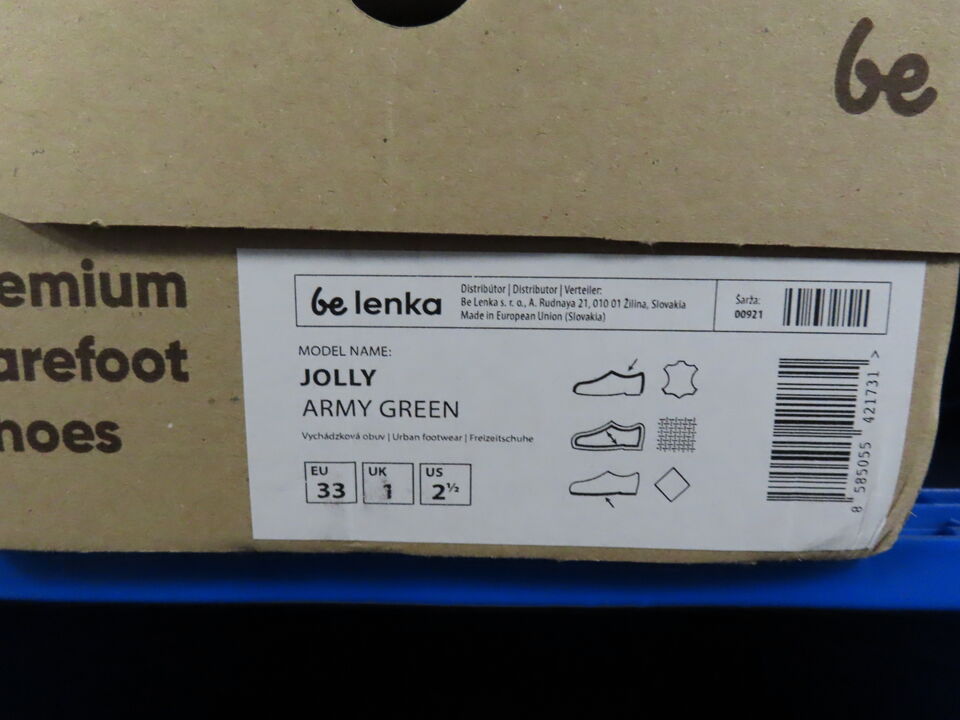 be
emium
arefoot
hoes
be lenka
Distribútor | Distributor | Verteiler:
Be Lenka s. r. o., A. Rudnaya 21, 010 01 Žilina, Slovakia
Made in European Union (Slovakia)
Šarža:
00921
MODEL NAME:
JOLLY
ARMY GREEN
Vychádzková obuv | Urban footwear | Freizeitschuhe
EU
33
UK
1
US
2½
8 585055 421731 >